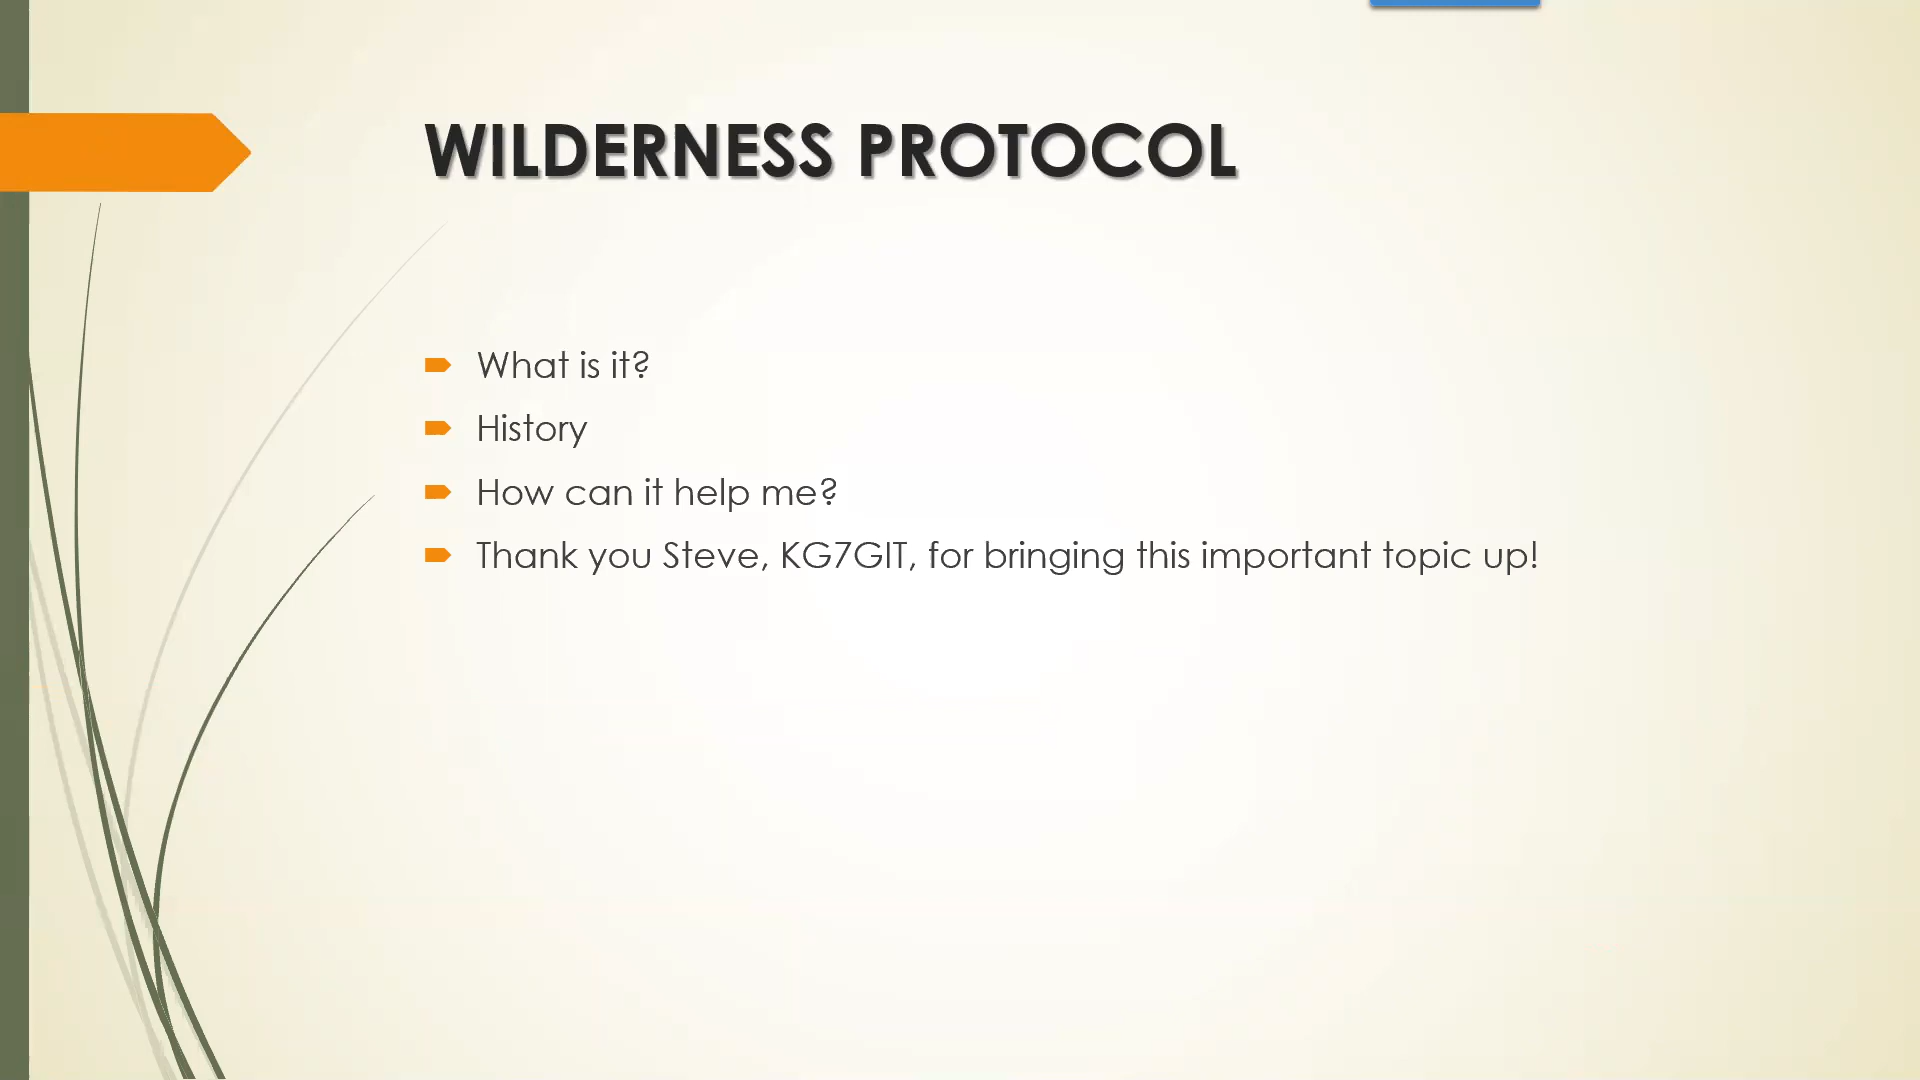 WILDERNESS PROTOCOL
What is it?
History
How can it help me?
Thank you Steve, KG7GIT, for bringing this important topic up!